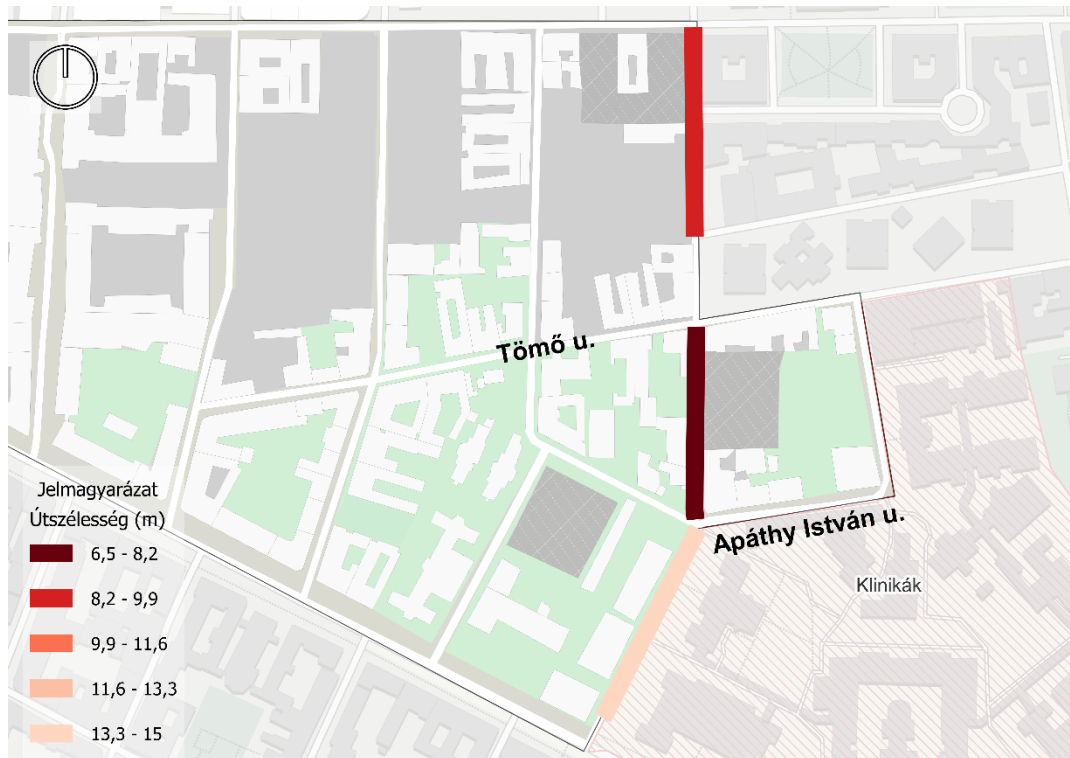 Tömő u.
Apáthy István u.
Klinikák
Jelmagyarázat
Útszélesség (m)
6,5 - 8,2
8,2 - 9,9
9,9 - 11,6
11,6 - 13,3
13,3 - 15